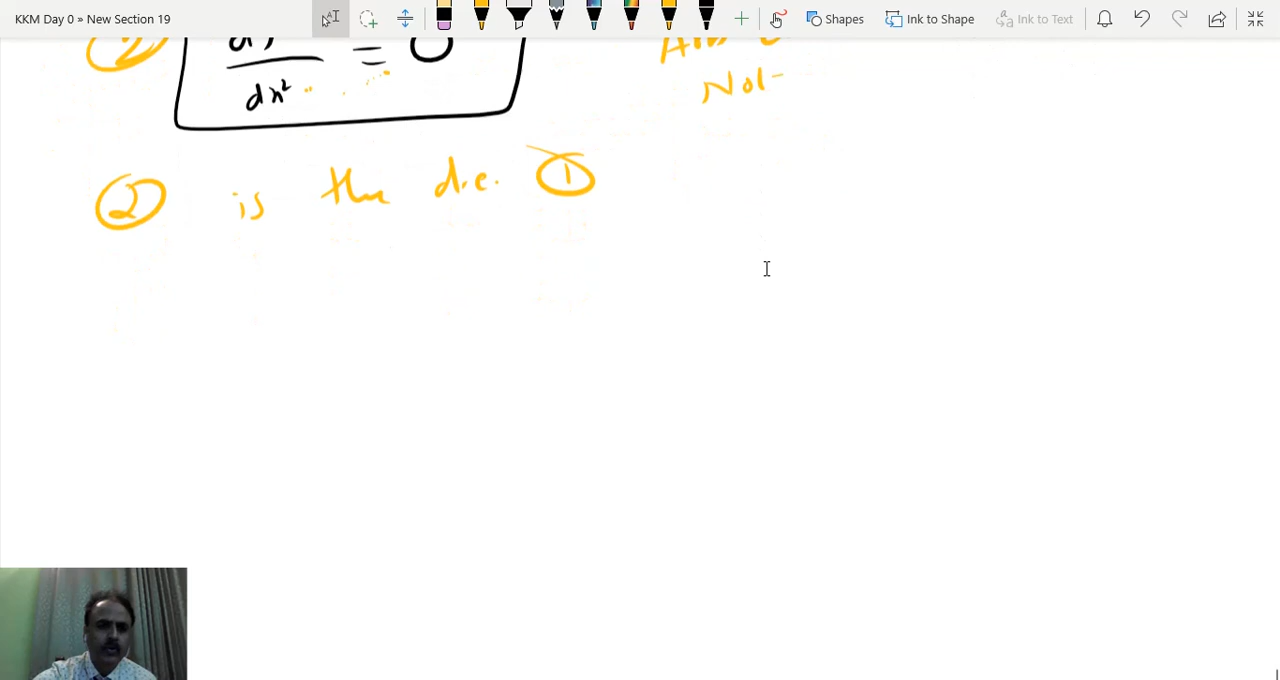 KKM Day 0 » New Section 19
Shapes Ink to Shape Ink to Text
② = 0
dx²
Not
② is the d.e. ①